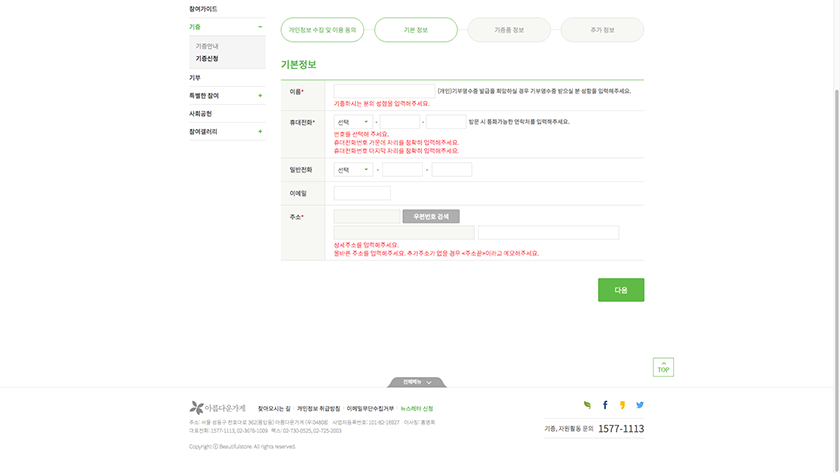 참여가이드
기증 −
기증안내
기증신청
기부
특별한 참여 +
사회공헌
참여갤러리 +
개인정보 수집 및 이용 동의
기본 정보
기증품 정보
추가 정보
기본정보
이름* (개인)기부영수증 발급을 희망하실 경우 기부영수증 받으실 분 성함을 입력해주세요.
기증하시는 분의 성함을 입력해주세요.
휴대전화* 선택 - - 방문 시 통화가능한 연락처를 입력해주세요.
번호를 선택해 주세요.
휴대전화번호 가운데 자리를 정확히 입력해주세요.
휴대전화번호 마지막 자리를 정확히 입력해주세요.
일반전화 선택 - -
이메일
주소* 우편번호 검색
상세주소를 입력해주세요.
올바른 주소를 입력해주세요. 추가주소가 없을 경우 <주소끝>이라고 메모해주세요.
다음
TOP
전체메뉴
아름다운가게
찾아오시는 길 개인정보 취급방침 이메일무단수집거부 뉴스레터 신청
주소: 서울 성동구 천호대로 362(용답동) 아름다운가게 (우:04808) 사업자등록번호: 101-82-16827 이사장: 홍명희
대표전화: 1577-1113, 02-3676-1009 팩스: 02-730-0525, 02-725-2003
기증, 자원활동 문의 1577-1113
Copyright ⓒ Beautifulstore. All rights reserved.